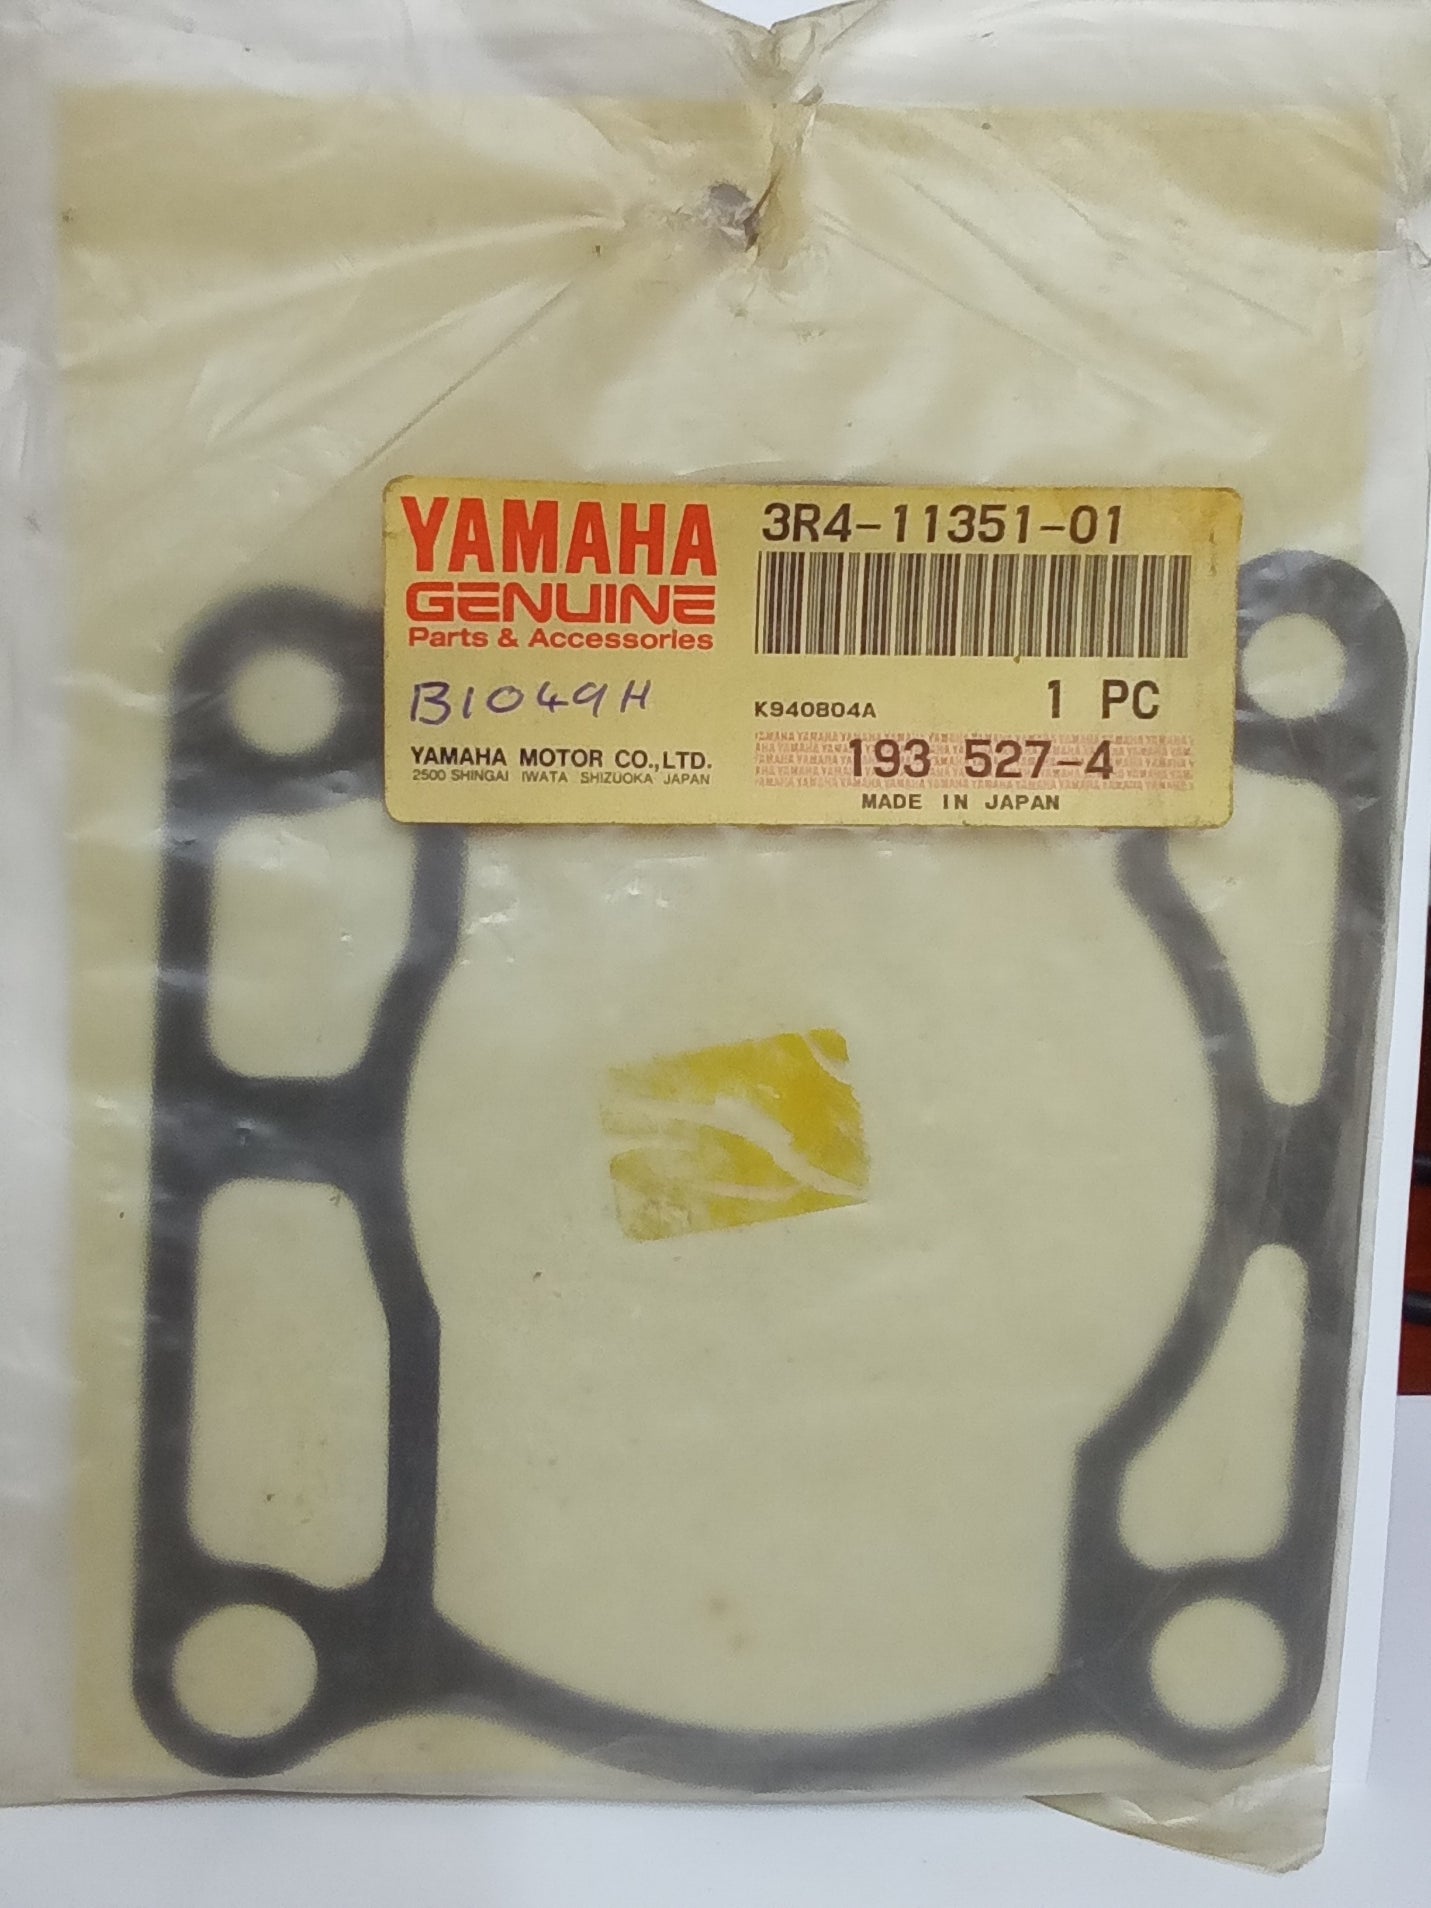 YAMAHA
GENUINE
Parts & Accessories
B1049H
YAMAHA MOTOR CO.,LTD.
2500 SHINGAI IWATA SHIZUOKA JAPAN
3R4-11351-01
1 PC
K940804A
193 527-4
MADE IN JAPAN